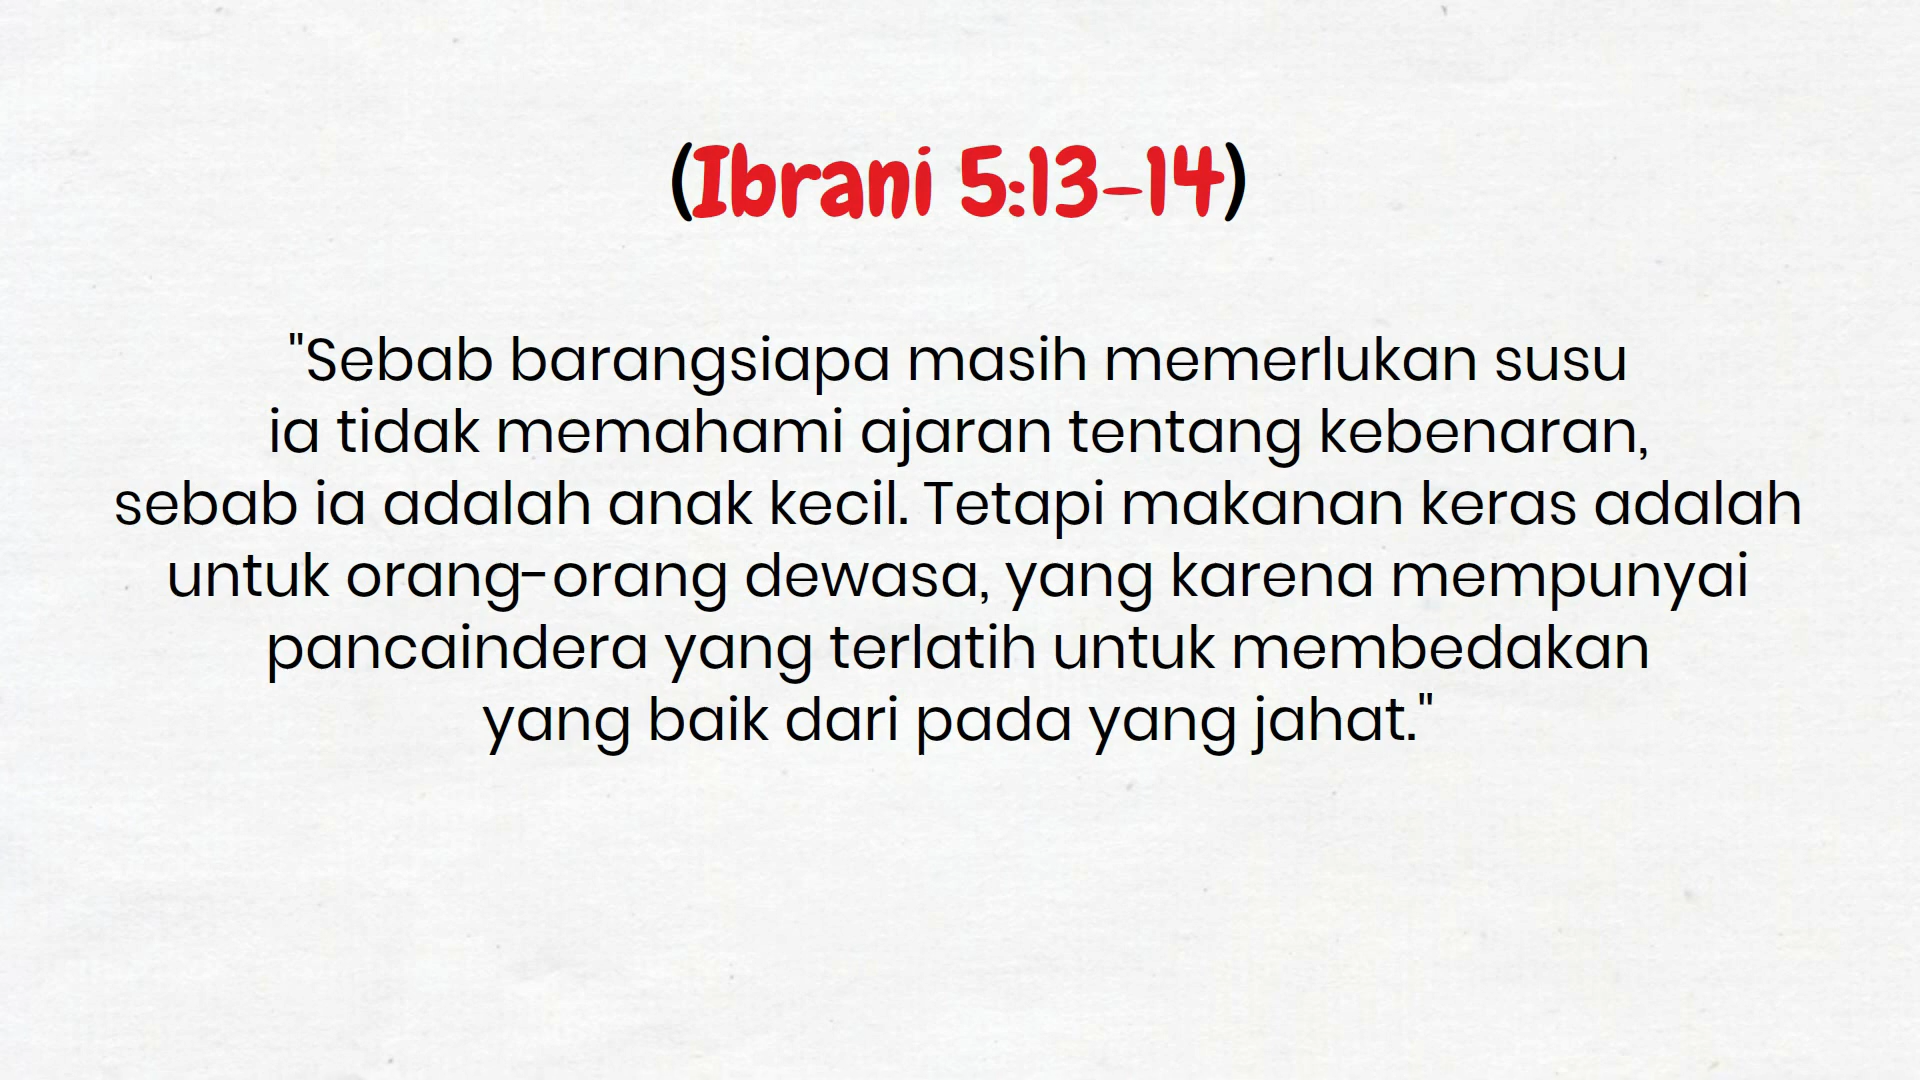 (Ibrani 5:13-14)
"Sebab barangsiapa masih memerlukan susu
ia tidak memahami ajaran tentang kebenaran,
sebab ia adalah anak kecil. Tetapi makanan keras adalah
untuk orang-orang dewasa, yang karena mempunyai
pancaindera yang terlatih untuk membedakan
yang baik dari pada yang jahat."